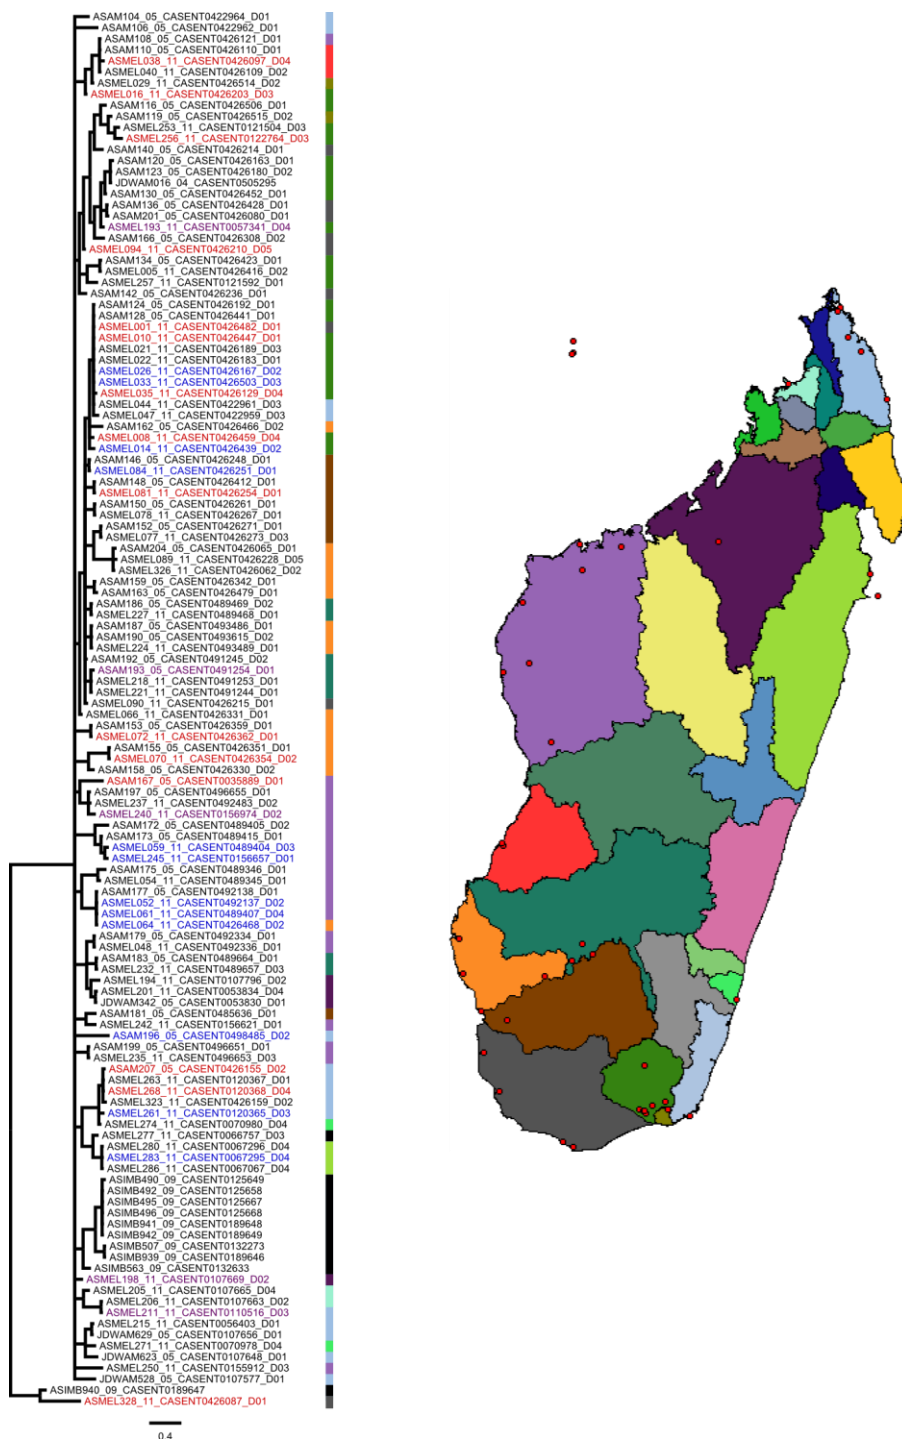 ASAM104_05_CASENT0422964_D01
ASAM106_05_CASENT0422962_D01
ASAM108_05_CASENT0426121_D01
ASAM110_05_CASENT0426110_D01
ASMEL038_11_CASENT0426097_D04
ASMEL040_11_CASENT0426109_D02
ASMEL029_11_CASENT0426514_D02
ASMEL016_11_CASENT0426203_D03
ASAM116_05_CASENT0426506_D01
ASAM119_05_CASENT0426515_D02
ASMEL253_11_CASENT0121504_D03
ASMEL256_11_CASENT0122764_D03
ASAM140_05_CASENT0426214_D01
ASAM120_05_CASENT0426163_D01
ASAM123_05_CASENT0426180_D02
JDWAM016_04_CASENT0505295
ASAM130_05_CASENT0426452_D01
ASAM136_05_CASENT0426428_D01
ASAM201_05_CASENT0426080_D01
ASMEL193_11_CASENT0057341_D04
ASAM166_05_CASENT0426308_D02
ASMEL094_11_CASENT0426210_D05
ASAM134_05_CASENT0426423_D01
ASMEL005_11_CASENT0426416_D02
ASMEL257_11_CASENT0121592_D01
ASAM142_05_CASENT0426236_D01
ASAM124_05_CASENT0426192_D01
ASAM128_05_CASENT0426441_D01
ASMEL001_11_CASENT0426482_D01
ASMEL010_11_CASENT0426447_D01
ASMEL021_11_CASENT0426189_D03
ASMEL022_11_CASENT0426183_D01
ASMEL026_11_CASENT0426167_D02
ASMEL033_11_CASENT0426503_D03
ASMEL035_11_CASENT0426129_D04
ASMEL044_11_CASENT0422961_D03
ASMEL047_11_CASENT0422959_D03
ASAM162_05_CASENT0426466_D02
ASMEL008_11_CASENT0426459_D04
ASMEL014_11_CASENT0426439_D02
ASAM146_05_CASENT0426248_D01
ASMEL084_11_CASENT0426251_D01
ASAM148_05_CASENT0426412_D01
ASMEL081_11_CASENT0426254_D01
ASAM150_05_CASENT0426261_D01
ASMEL078_11_CASENT0426267_D01
ASAM152_05_CASENT0426271_D01
ASMEL077_11_CASENT0426273_D03
ASAM204_05_CASENT0426065_D01
ASMEL089_11_CASENT0426228_D05
ASMEL326_11_CASENT0426062_D02
ASAM159_05_CASENT0426342_D01
ASAM163_05_CASENT0426479_D01
ASAM186_05_CASENT0489469_D02
ASMEL227_11_CASENT0489468_D01
ASAM187_05_CASENT0493486_D01
ASAM190_05_CASENT0493615_D02
ASMEL224_11_CASENT0493489_D01
ASAM192_05_CASENT0491245_D02
ASAM193_05_CASENT0491254_D01
ASMEL218_11_CASENT0491253_D01
ASMEL221_11_CASENT0491244_D01
ASMEL090_11_CASENT0426215_D01
ASMEL066_11_CASENT0426331_D01
ASAM153_05_CASENT0426359_D01
ASMEL072_11_CASENT0426362_D01
ASAM155_05_CASENT0426351_D01
ASMEL070_11_CASENT0426354_D02
ASAM158_05_CASENT0426330_D02
ASAM167_05_CASENT0035889_D01
ASAM197_05_CASENT0496655_D01
ASMEL237_11_CASENT0492483_D02
ASMEL240_11_CASENT0156974_D02
ASAM172_05_CASENT0489405_D02
ASAM173_05_CASENT0489415_D01
ASMEL059_11_CASENT0489404_D03
ASMEL245_11_CASENT0156657_D01
ASAM175_05_CASENT0489346_D01
ASMEL054_11_CASENT0489345_D01
ASAM177_05_CASENT0492138_D01
ASMEL052_11_CASENT0492137_D02
ASMEL061_11_CASENT0489407_D04
ASMEL064_11_CASENT0426468_D02
ASAM179_05_CASENT0492334_D01
ASMEL048_11_CASENT0492336_D01
ASAM183_05_CASENT0489664_D01
ASMEL232_11_CASENT0489657_D03
ASMEL194_11_CASENT0107796_D02
ASMEL201_11_CASENT0053834_D04
JDWAM342_05_CASENT0053830_D01
ASAM181_05_CASENT0485636_D01
ASMEL242_11_CASENT0156621_D01
ASAM196_05_CASENT0498485_D02
ASAM199_05_CASENT0496651_D01
ASMEL235_11_CASENT0496653_D03
ASAM207_05_CASENT0426155_D02
ASMEL263_11_CASENT0120367_D01
ASMEL268_11_CASENT0120368_D04
ASMEL323_11_CASENT0426159_D02
ASMEL261_11_CASENT0120365_D03
ASMEL274_11_CASENT0070980_D04
ASMEL277_11_CASENT0066757_D03
ASMEL280_11_CASENT0067296_D04
ASMEL283_11_CASENT0067295_D04
ASMEL286_11_CASENT0067067_D04
ASIMB490_09_CASENT0125649
ASIMB492_09_CASENT0125658
ASIMB495_09_CASENT0125667
ASIMB496_09_CASENT0125668
ASIMB941_09_CASENT0189648
ASIMB942_09_CASENT0189649
ASIMB507_09_CASENT0132273
ASIMB939_09_CASENT0189646
ASIMB563_09_CASENT0132633
ASMEL198_11_CASENT0107669_D02
ASMEL205_11_CASENT0107665_D04
ASMEL206_11_CASENT0107663_D02
ASMEL211_11_CASENT0110516_D03
ASMEL215_11_CASENT0056403_D01
JDWAM629_05_CASENT0107656_D01
ASMEL271_11_CASENT0070978_D04
JDWAM623_05_CASENT0107648_D01
ASMEL250_11_CASENT0155912_D03
JDWAM528_05_CASENT0107577_D01
ASIMB940_09_CASENT0189647
ASMEL328_11_CASENT0426087_D01
0.4